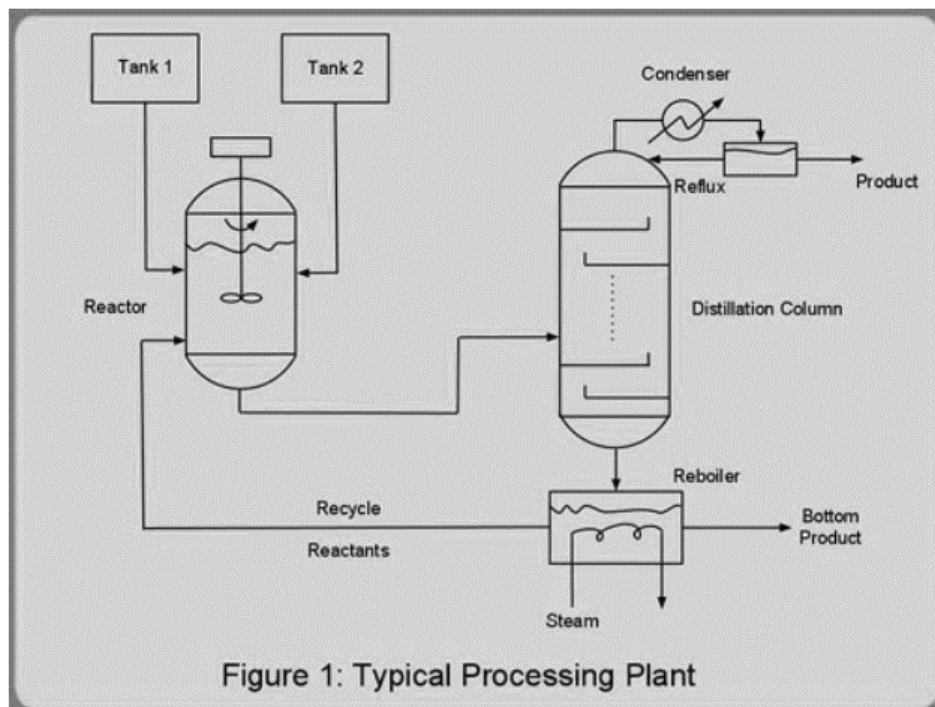 Tank 1
Tank 2
Condenser
Reflux
Product
Reactor
Distillation Column
Reboiler
Recycle
Reactants
Bottom
Product
Steam
Figure 1: Typical Processing Plant